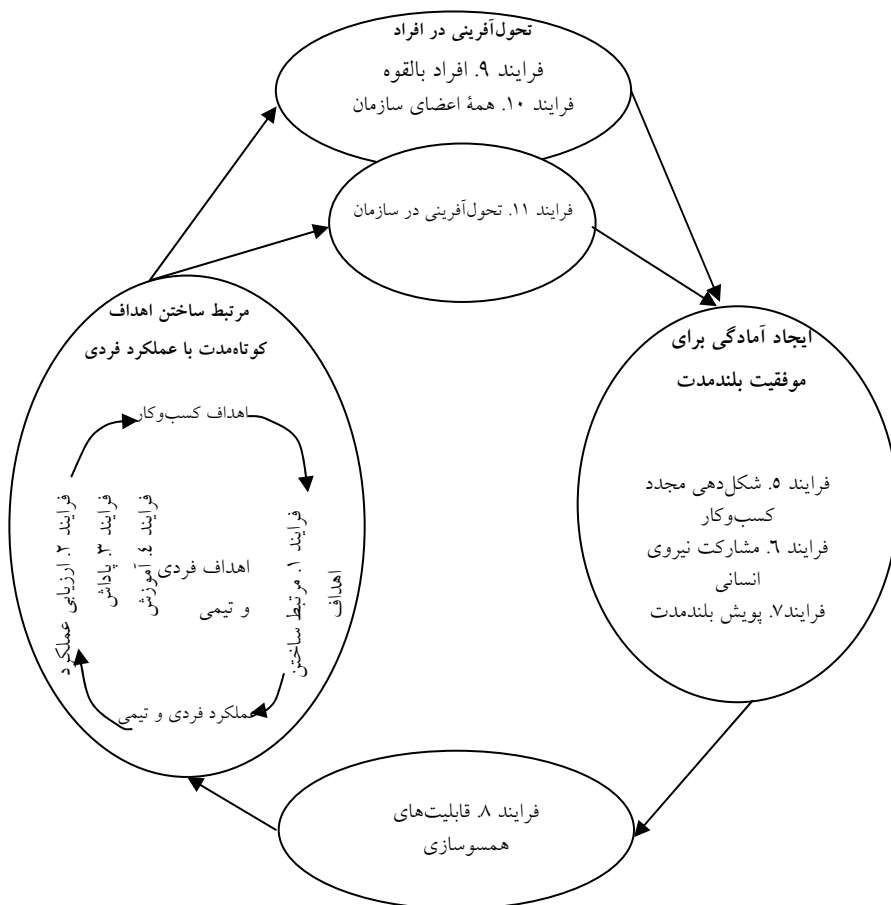 تحول‌آفرینی در افراد
فرایند ۹. افراد بالقوه
فرایند ۱۰. همهٔ اعضای سازمان
فرایند ۱۱. تحول‌آفرینی در سازمان
ایجاد آمادگی برای
موفقیت بلندمدت
فرایند ۵. شکل‌دهی مجدد
کسب‌وکار
فرایند ۶. مشارکت نیروی
انسانی
فرایند۷. پویش بلندمدت
فرایند ۸. قابلیت‌های
همسوسازی
مرتبط ساختن اهداف
کوتاه‌مدت با عملکرد فردی
اهداف کسب‌وکار
فرایند ۱. مرتبط ساختن
اهداف
اهداف فردی
و تیمی
فرایند ۴. آموزش
فرایند ۳. پاداش
فرایند ۲. ارزیابی عملکرد
عملکرد فردی و تیمی